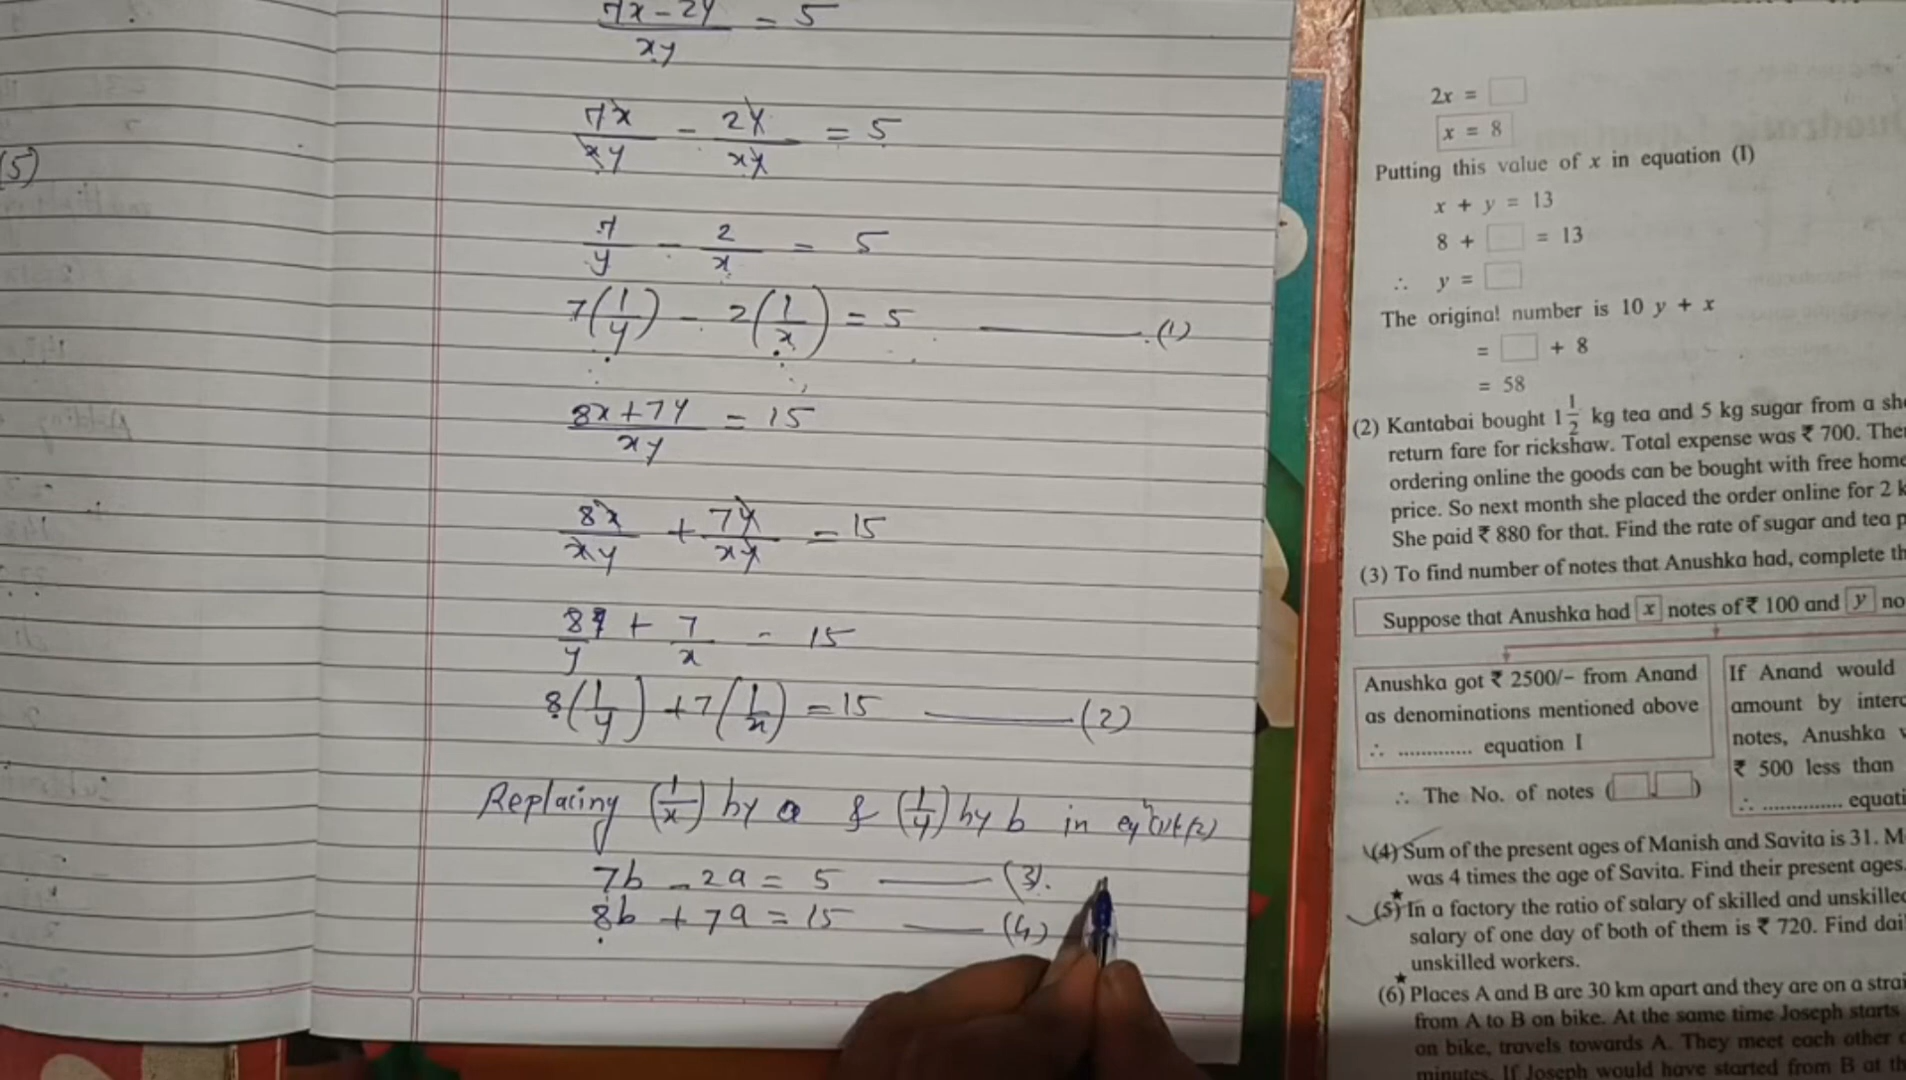 7x - 2y / xy = 5
7x / xy - 2y / xy = 5
(5)
7/y - 2/x = 5
7(1/y) - 2(1/x) = 5 ——— (1)
8x + 7y / xy = 15
8x / xy + 7y / xy = 15
8/y + 7/x = 15
8(1/y) + 7(1/x) = 15 ——— (2)
Replacing (1/x) by a & (1/y) by b in eqn (1) & (2)
7b - 2a = 5 ——— (3).
8b + 7a = 15 ——— (4)
2x = □
x = 8
Putting this value of x in equation (I)
x + y = 13
8 + □ = 13
∴ y = □
The original number is 10 y + x
= □ + 8
= 58
(2) Kantabai bought 1 1/2 kg tea and 5 kg sugar from a
return fare for rickshaw. Total expense was ₹ 700.
ordering online the goods can be bought with free
price. So next month she placed the order online for 2
She paid ₹ 880 for that. Find the rate of sugar and tea
(3) To find number of notes that Anushka had, complete
Suppose that Anushka had x notes of ₹ 100 and y
Anushka got ₹ 2500/- from Anand
as denominations mentioned above
∴ ............. equation I
If Anand would
amount by
notes, Anushka
₹ 500 less than
∴ ..............
∴ The No. of notes (□, □)
(4) Sum of the present ages of Manish and Savita is 31.
was 4 times the age of Savita. Find their present ages.
(5) In a factory the ratio of salary of skilled and
salary of one day of both of them is ₹ 720. Find
unskilled workers.
(6) Places A and B are 30 km apart and they are on a
from A to B on bike. At the same time Joseph starts
on bike, travels towards A. They meet each other
minutes. If Joseph would have started from B at